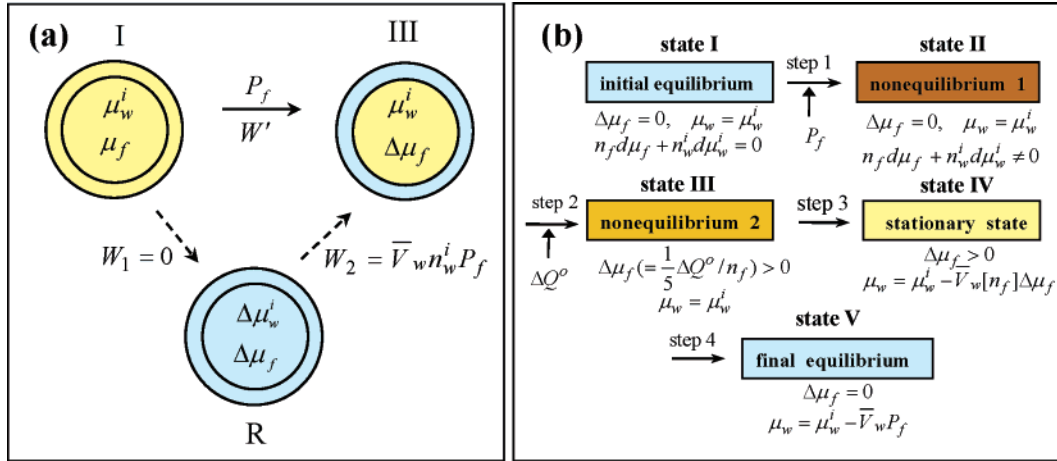 (a)
I
III
μ_w^i
μ_f
P_f
W'
μ_w^i
Δμ_f
W_1 = 0
W_2 = V̅_w n_w^i P_f
Δμ_w^i
Δμ_f
R
(b)
state I
step 1
state II
initial equilibrium
nonequilibrium 1
Δμ_f = 0, μ_w = μ_w^i
P_f
Δμ_f = 0, μ_w = μ_w^i
n_f dμ_f + n_w^i dμ_w^i = 0
n_f dμ_f + n_w^i dμ_w^i ≠ 0
step 2
state III
step 3
state IV
nonequilibrium 2
stationary state
ΔQ^o
Δμ_f (= 1/5 ΔQ^o / n_f) > 0
μ_w = μ_w^i
Δμ_f > 0
μ_w = μ_w^i − V̅_w [n_f] Δμ_f
step 4
state V
final equilibrium
Δμ_f = 0
μ_w = μ_w^i − V̅_w P_f